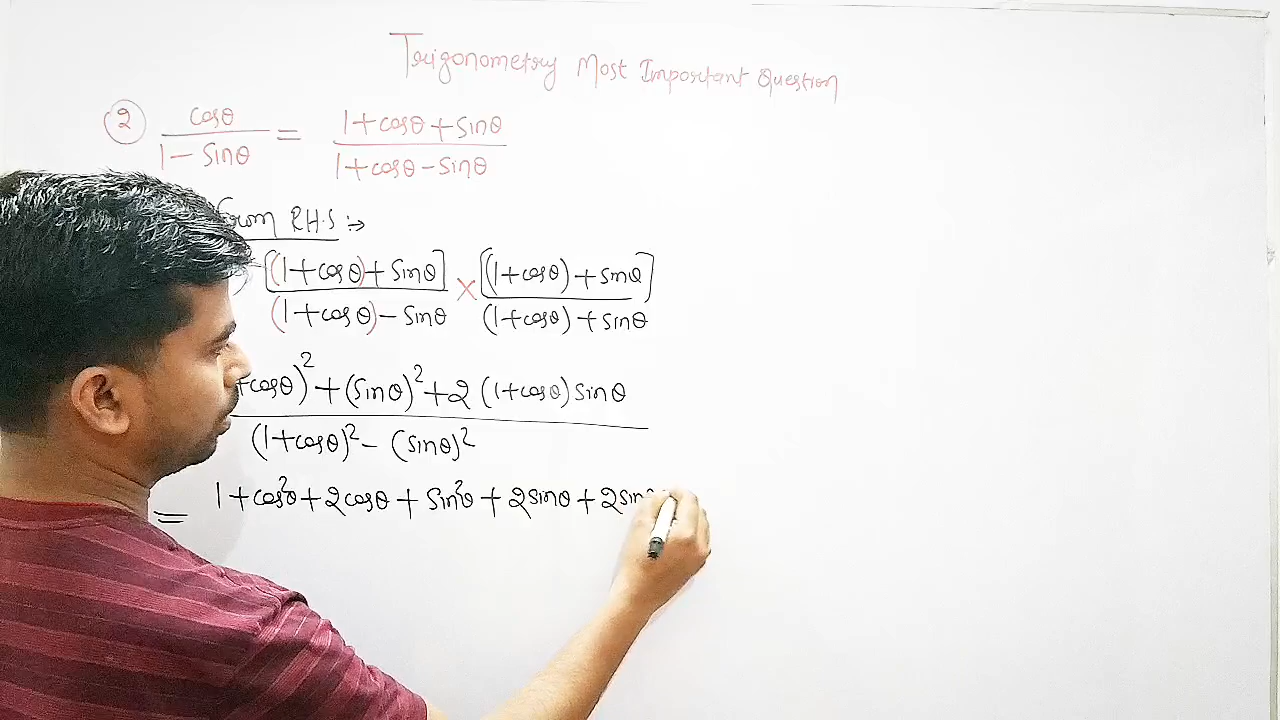 Trigonometry Most Important Question
② cosθ/(1 - sinθ) = (1 + cosθ + sinθ)/(1 + cosθ - sinθ)
from R.H.S :→
[(1 + cosθ) + sinθ]/((1 + cosθ) - sinθ) × [(1 + cosθ) + sinθ]/((1 + cosθ) + sinθ)
+ cosθ)² + (sinθ)² + 2 (1 + cosθ) sinθ
(1 + cosθ)² - (sinθ)²
= 1 + cos²θ + 2cosθ + sin²θ + 2sinθ + 2sin